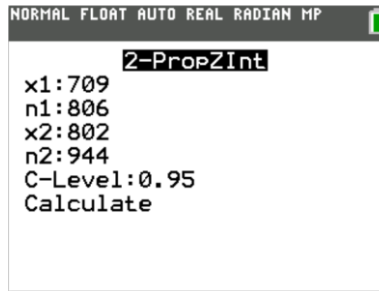 NORMAL FLOAT AUTO REAL RADIAN MP
2-PropZInt
x1:709
n1:806
x2:802
n2:944
C-Level:0.95
Calculate